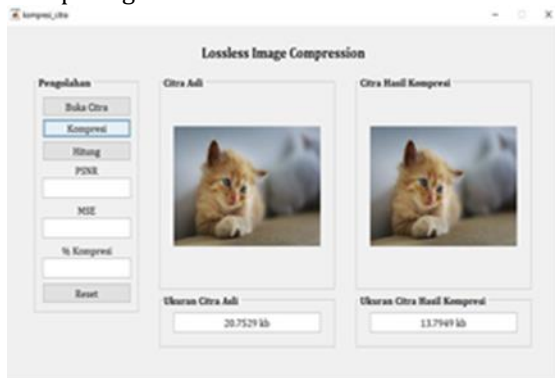 kompresi_citra
Lossless Image Compression
Pengolahan
Buka Citra
Kompresi
Hitung
PSNR
MSE
% Kompresi
Reset
Citra Asli
Citra Hasil Kompresi
Ukuran Citra Asli
20.7529 kb
Ukuran Citra Hasil Kompresi
13.7949 kb